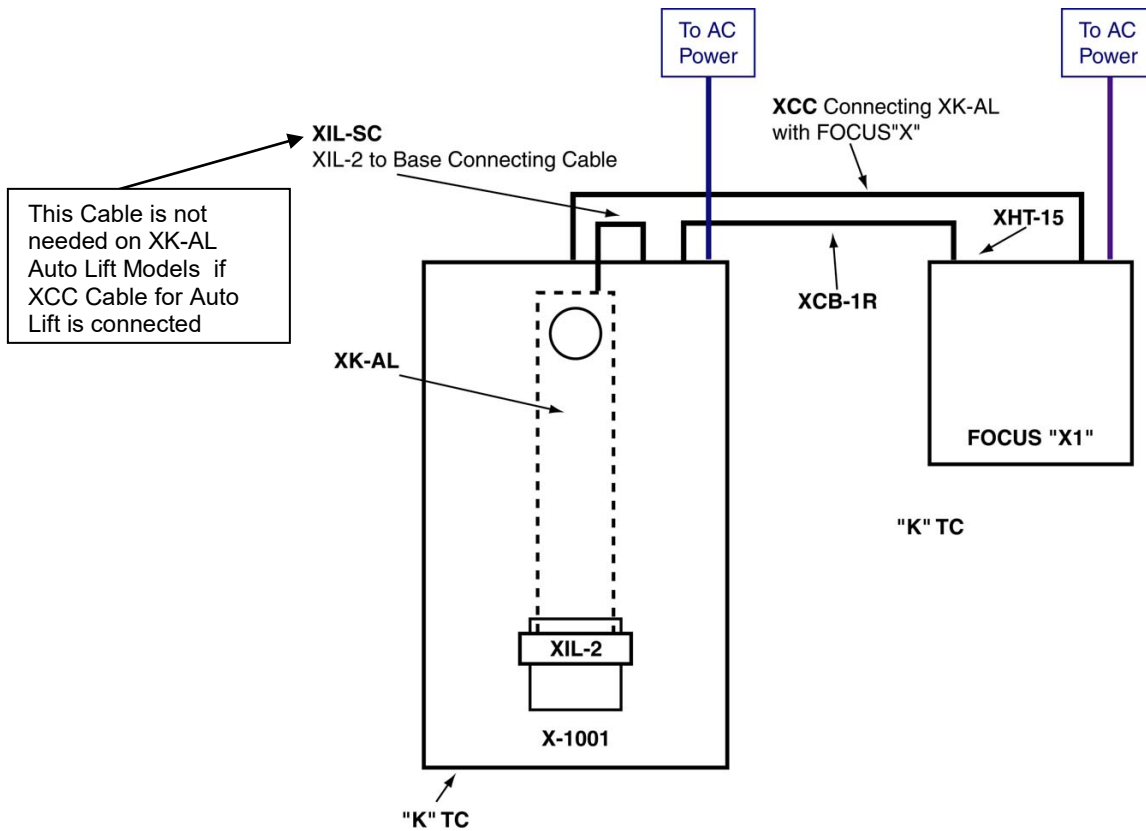 To AC
Power
To AC
Power
XCC Connecting XK-AL
with FOCUS"X"
XIL-SC
XIL-2 to Base Connecting Cable
This Cable is not
needed on XK-AL
Auto Lift Models if
XCC Cable for Auto
Lift is connected
XHT-15
XCB-1R
XK-AL
FOCUS "X1"
"K" TC
XIL-2
X-1001
"K" TC